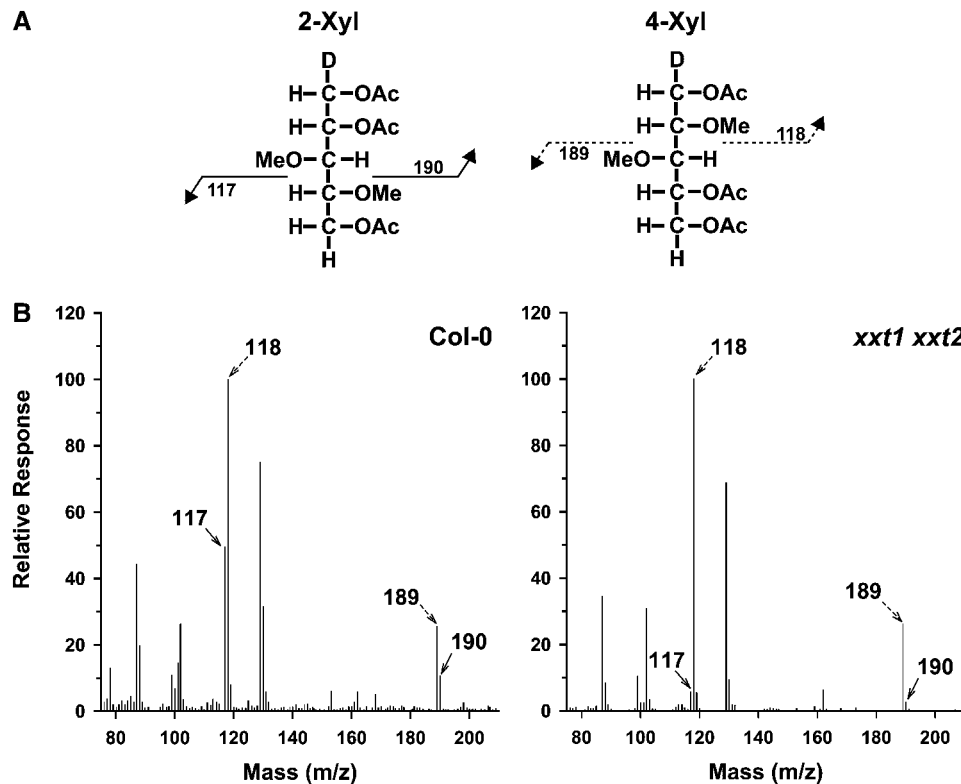 A
2-Xyl
4-Xyl
D
H-C-OAc
H-C-OAc
MeO-C-H
H-C-OMe
H-C-OAc
H
117
190
D
H-C-OAc
H-C-OMe
MeO-C-H
H-C-OAc
H-C-OAc
H
189
118
B
Col-0
118
117
189
190
Relative Response
120
100
80
60
40
20
0
80 100 120 140 160 180 200
Mass (m/z)
xxt1 xxt2
118
117
189
190
120
100
80
60
40
20
0
80 100 120 140 160 180 200
Mass (m/z)